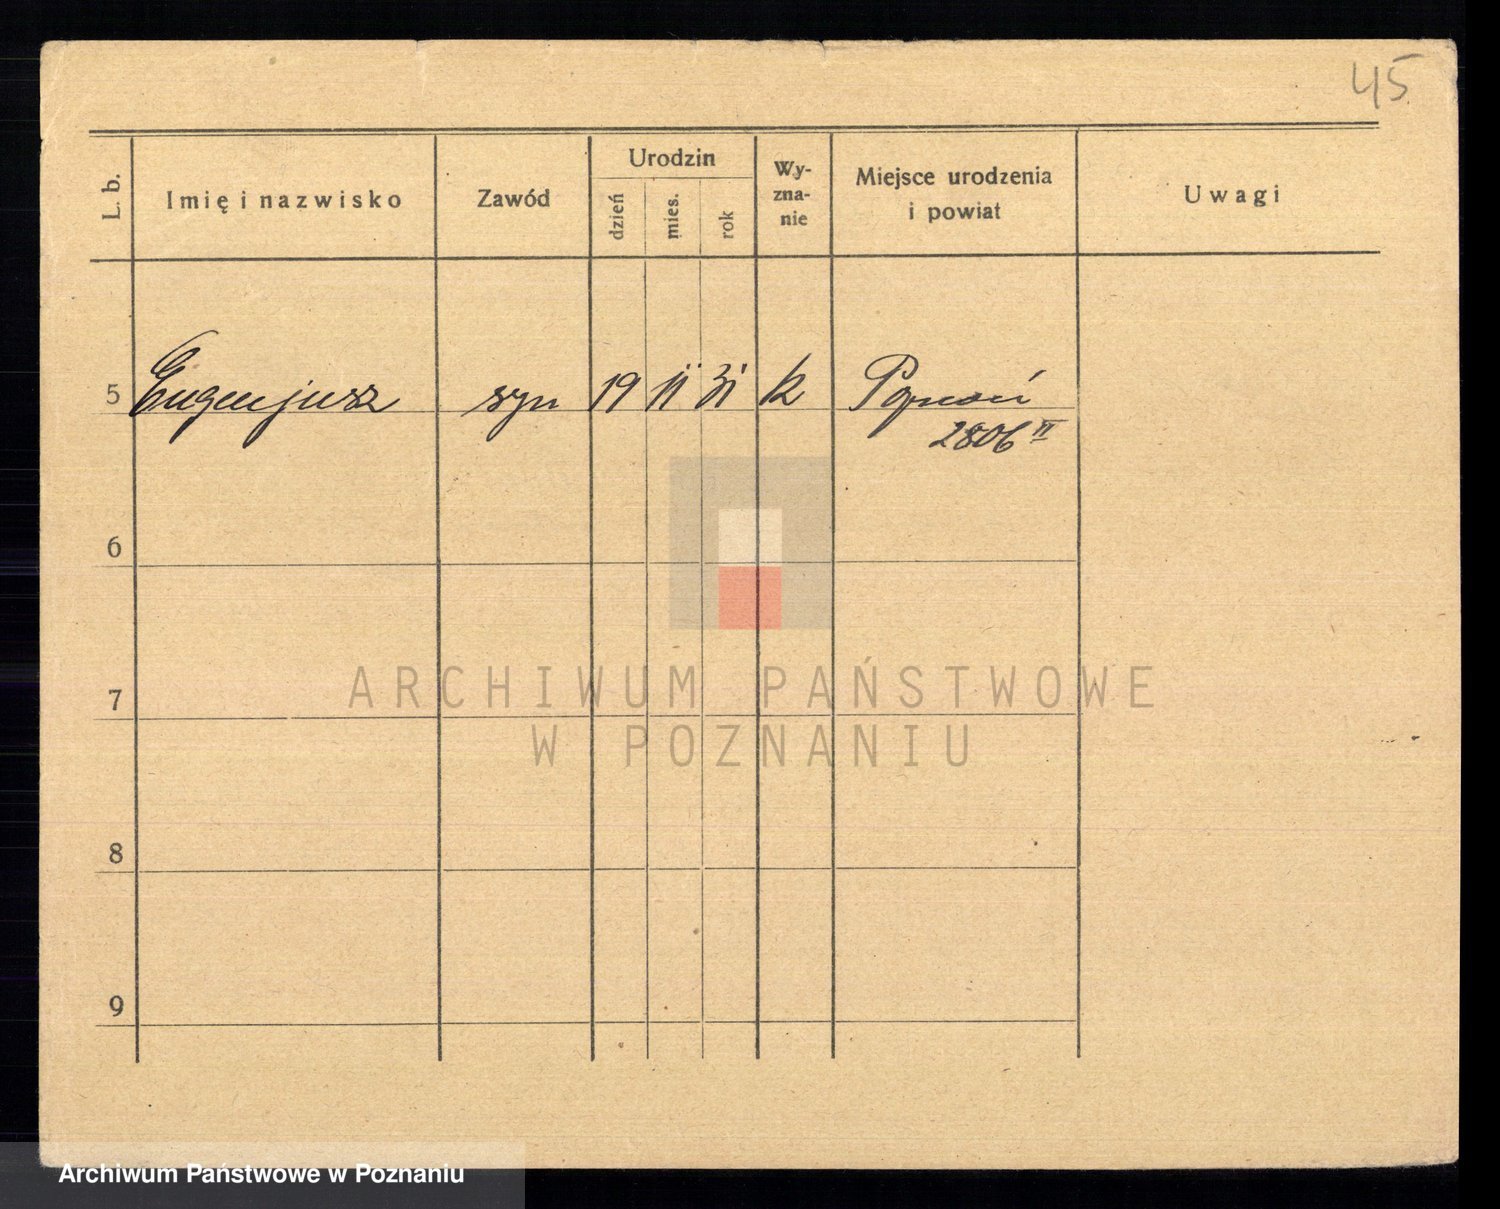 45
L. b.
Imię i nazwisko
Zawód
Urodzin
dzień
mies.
rok
Wy-
zna-
nie
Miejsce urodzenia
i powiat
Uwagi
5 Eugenjusz syn 19 11 31 k Poznań
2806 II
6
7
8
9
ARCHIWUM PAŃSTWOWE
W POZNANIU
Archiwum Państwowe w Poznaniu